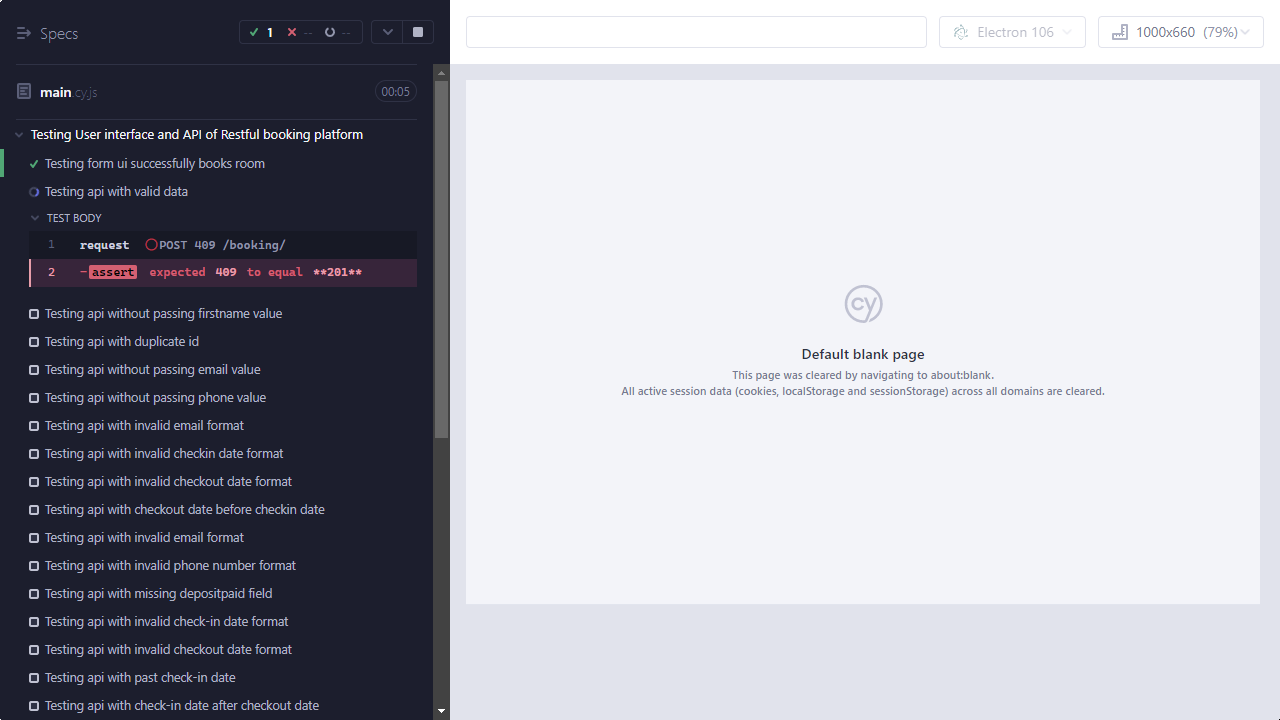 Specs
1
--
--
Electron 106
1000x660 (79%)
main.cy.js
00:05
Testing User interface and API of Restful booking platform
Testing form ui successfully books room
Testing api with valid data
TEST BODY
1 request POST 409 /booking/
2 -assert expected 409 to equal **201**
Testing api without passing firstname value
Testing api with duplicate id
Testing api without passing email value
Testing api without passing phone value
Testing api with invalid email format
Testing api with invalid checkin date format
Testing api with invalid checkout date format
Testing api with checkout date before checkin date
Testing api with invalid email format
Testing api with invalid phone number format
Testing api with missing depositpaid field
Testing api with invalid check-in date format
Testing api with invalid checkout date format
Testing api with past check-in date
Testing api with check-in date after checkout date
cy
Default blank page
This page was cleared by navigating to about:blank.
All active session data (cookies, localStorage and sessionStorage) across all domains are cleared.